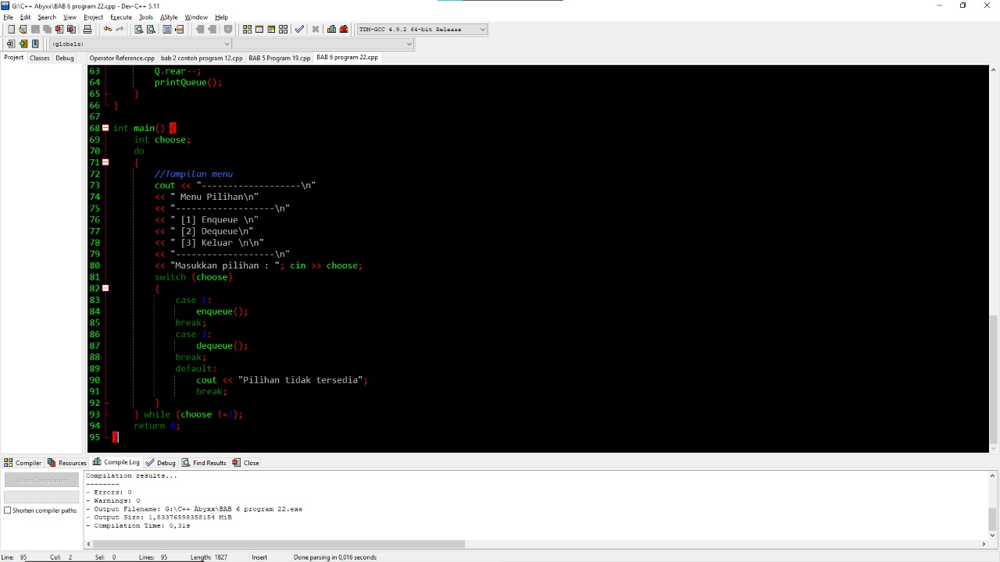 G:\C++ Abyxx\BAB 6 program 22.cpp - Dev-C++ 5.11
File Edit Search View Project Execute Tools AStyle Window Help
TDM-GCC 4.9.2 64-bit Release
(globals)
Project Classes Debug
Operator Reference.cpp bab 2 contoh program 12.cpp BAB 5 Program 19.cpp BAB 6 program 22.cpp
63 Q.rear--;
64 printQueue();
65 }
66 }
67
68 int main() {
69 int choose;
70 do
71 {
72 //Tampilan menu
73 cout << "-------------------\n"
74 << " Menu Pilihan\n"
75 << "-------------------\n"
76 << " [1] Enqueue \n"
77 << " [2] Dequeue\n"
78 << " [3] Keluar \n\n"
79 << "-------------------\n"
80 << "Masukkan pilihan : "; cin >> choose;
81 switch (choose)
82 {
83 case 1:
84 enqueue();
85 break;
86 case 2:
87 dequeue();
88 break;
89 default:
90 cout << "Pilihan tidak tersedia";
91 break;
92 }
93 } while (choose !=3);
94 return 0;
95 }
Compiler Resources Compile Log Debug Find Results Close
Abort Compilation
Shorten compiler paths
Compilation results...
--------
- Errors: 0
- Warnings: 0
- Output Filename: G:\C++ Abyxx\BAB 6 program 22.exe
- Output Size: 1,83376598358154 MiB
- Compilation Time: 0,31s
Line: 95 Col: 2 Sel: 0 Lines: 95 Length: 1827 Insert Done parsing in 0,016 seconds